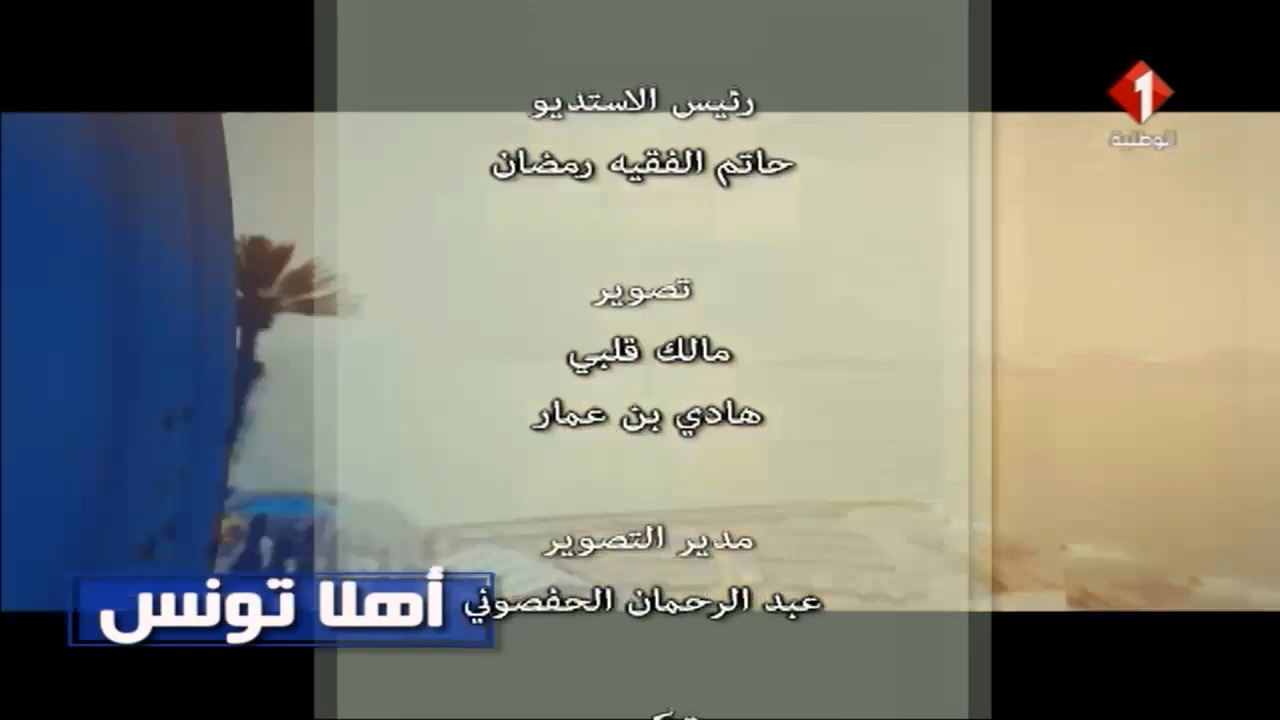 رئيس الاستديو
الوطنية
1
حاتم الفقيه رمضان
تصوير
مالك قلبي
هادي بن عمار
مدير التصوير
عبد الرحمان الحفصوني
أهلا تونس